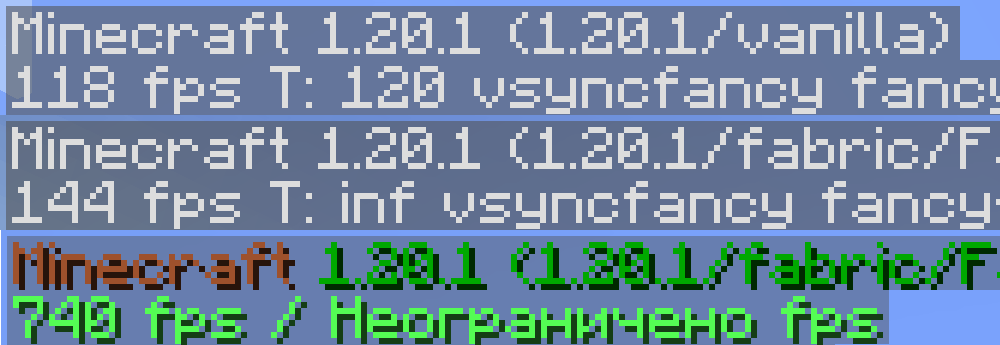 Minecraft 1.20.1 (1.20.1/vanilla)
118 fps T: 120 vsyncfancy fancy
Minecraft 1.20.1 (1.20.1/fabric/F
144 fps T: inf vsyncfancy fancy
Minecraft 1.20.1 (1.20.1/fabric/F
740 fps / Неограничено fps